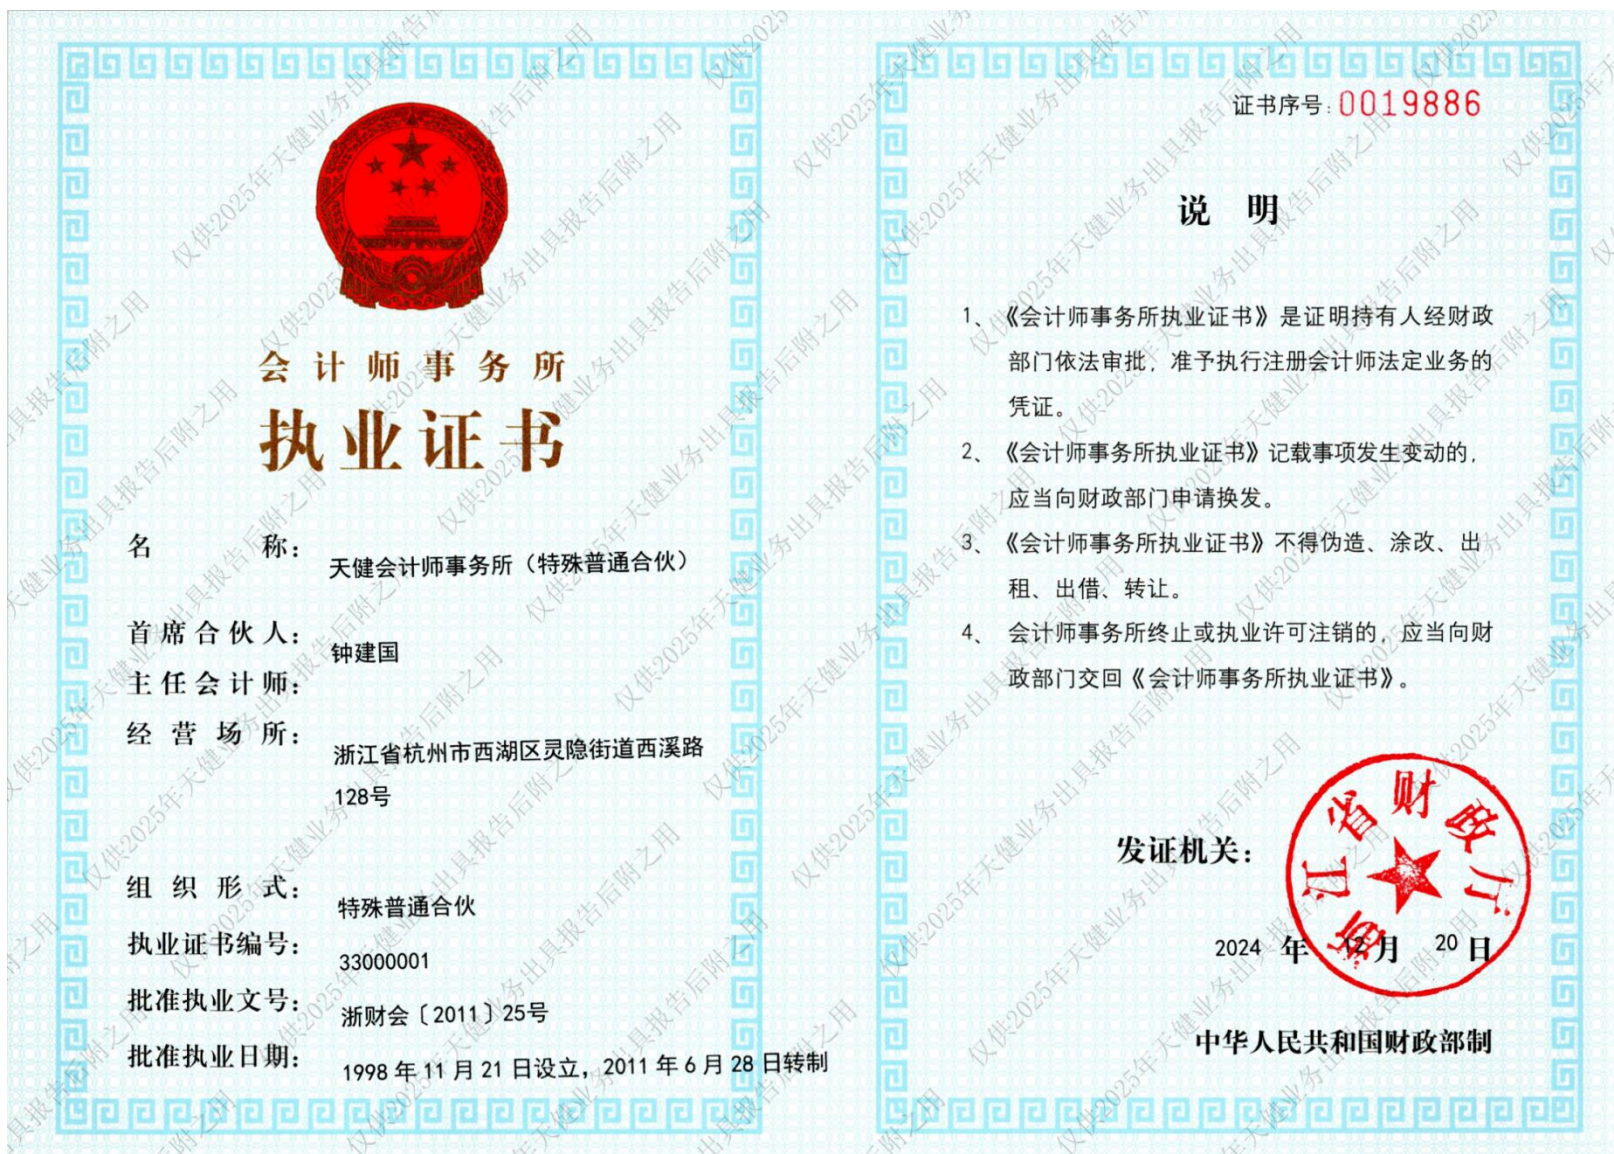 会计师事务所
执业证书
名称：天健会计师事务所（特殊普通合伙）
首席合伙人：钟建国
主任会计师：
经营场所：浙江省杭州市西湖区灵隐街道西溪路
128号
组织形式：特殊普通合伙
执业证书编号：33000001
批准执业文号：浙财会〔2011〕25号
批准执业日期：1998年11月21日设立，2011年6月28日转制
证书序号：0019886
说明
1、《会计师事务所执业证书》是证明持有人经财政
部门依法审批，准予执行注册会计师法定业务的
凭证。
2、《会计师事务所执业证书》记载事项发生变动的，
应当向财政部门申请换发。
3、《会计师事务所执业证书》不得伪造、涂改、出
租、出借、转让。
4、会计师事务所终止或执业许可注销的，应当向财
政部门交回《会计师事务所执业证书》。
发证机关：
浙江省财政厅
2024年12月20日
中华人民共和国财政部制
仅供2025年天健业务出具报告后附之用